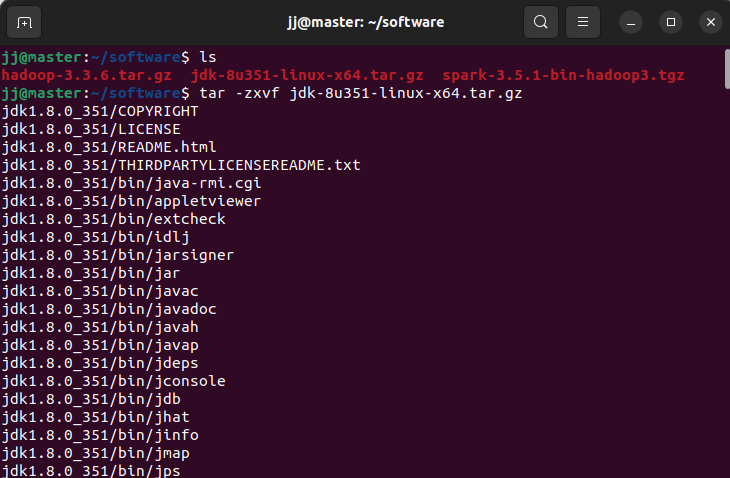 jj@master: ~/software
jj@master:~/software$ ls
hadoop-3.3.6.tar.gz  jdk-8u351-linux-x64.tar.gz  spark-3.5.1-bin-hadoop3.tgz
jj@master:~/software$ tar -zxvf jdk-8u351-linux-x64.tar.gz
jdk1.8.0_351/COPYRIGHT
jdk1.8.0_351/LICENSE
jdk1.8.0_351/README.html
jdk1.8.0_351/THIRDPARTYLICENSEREADME.txt
jdk1.8.0_351/bin/java-rmi.cgi
jdk1.8.0_351/bin/appletviewer
jdk1.8.0_351/bin/extcheck
jdk1.8.0_351/bin/idlj
jdk1.8.0_351/bin/jarsigner
jdk1.8.0_351/bin/jar
jdk1.8.0_351/bin/javac
jdk1.8.0_351/bin/javadoc
jdk1.8.0_351/bin/javah
jdk1.8.0_351/bin/javap
jdk1.8.0_351/bin/jdeps
jdk1.8.0_351/bin/jconsole
jdk1.8.0_351/bin/jdb
jdk1.8.0_351/bin/jhat
jdk1.8.0_351/bin/jinfo
jdk1.8.0_351/bin/jmap
jdk1.8.0_351/bin/jps